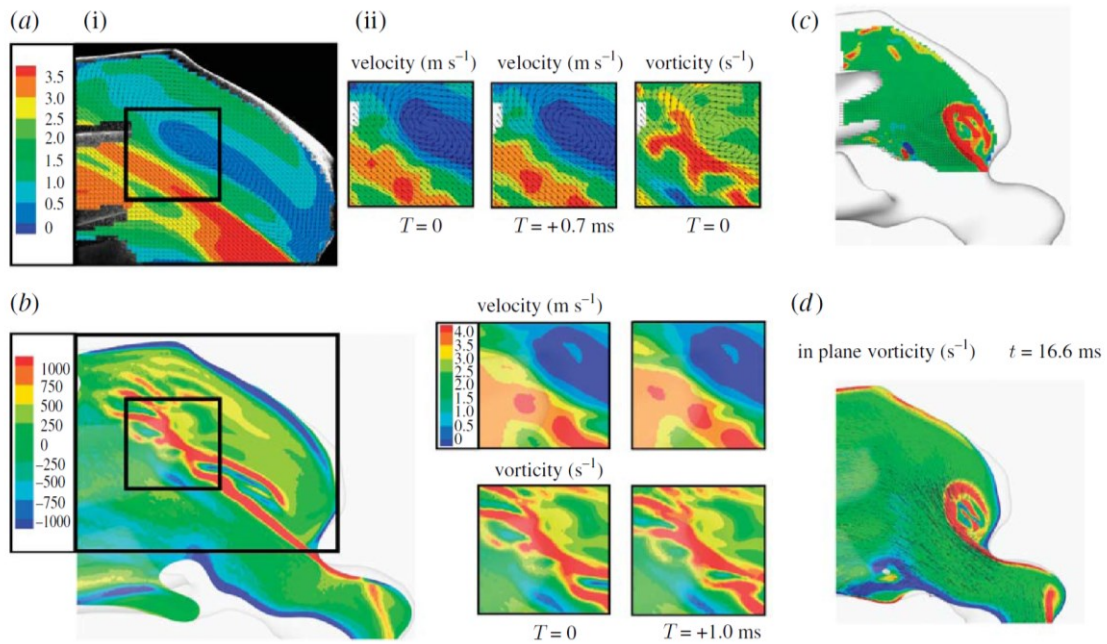 (a)
(i)
(ii)
(c)
velocity (m s⁻¹)
velocity (m s⁻¹)
vorticity (s⁻¹)
3.5
3.0
2.5
2.0
1.5
1.0
0.5
0
T = 0
T = +0.7 ms
T = 0
(b)
(d)
velocity (m s⁻¹)
4.0
3.5
3.0
2.5
2.0
1.5
1.0
0.5
0
in plane vorticity (s⁻¹) t = 16.6 ms
1000
750
500
250
0
−250
−500
−750
−1000
vorticity (s⁻¹)
T = 0
T = +1.0 ms